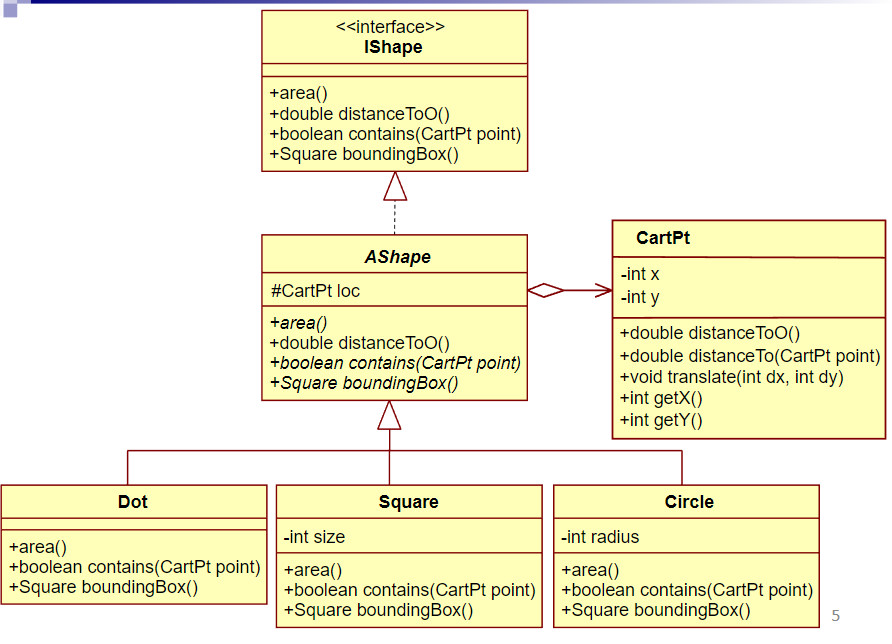 <<interface>>
IShape
+area()
+double distanceToO()
+boolean contains(CartPt point)
+Square boundingBox()
AShape
#CartPt loc
+area()
+double distanceToO()
+boolean contains(CartPt point)
+Square boundingBox()
CartPt
-int x
-int y
+double distanceToO()
+double distanceTo(CartPt point)
+void translate(int dx, int dy)
+int getX()
+int getY()
Dot
+area()
+boolean contains(CartPt point)
+Square boundingBox()
Square
-int size
+area()
+boolean contains(CartPt point)
+Square boundingBox()
Circle
-int radius
+area()
+boolean contains(CartPt point)
+Square boundingBox()
5